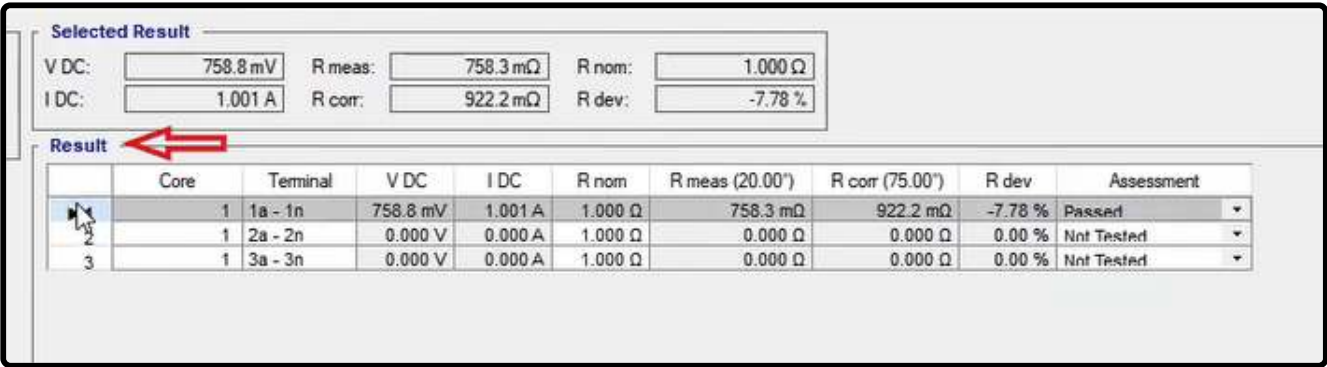 Selected Result
V DC: 758.8 mV R meas: 758.3 mΩ R nom: 1.000 Ω
I DC: 1.001 A R corr: 922.2 mΩ R dev: -7.78 %
Result
Core Terminal V DC I DC R nom R meas (20.00°) R corr (75.00°) R dev Assessment
1 1a - 1n 758.8 mV 1.001 A 1.000 Ω 758.3 mΩ 922.2 mΩ -7.78 % Passed
2 1 2a - 2n 0.000 V 0.000 A 1.000 Ω 0.000 Ω 0.000 Ω 0.00 % Not Tested
3 1 3a - 3n 0.000 V 0.000 A 1.000 Ω 0.000 Ω 0.000 Ω 0.00 % Not Tested